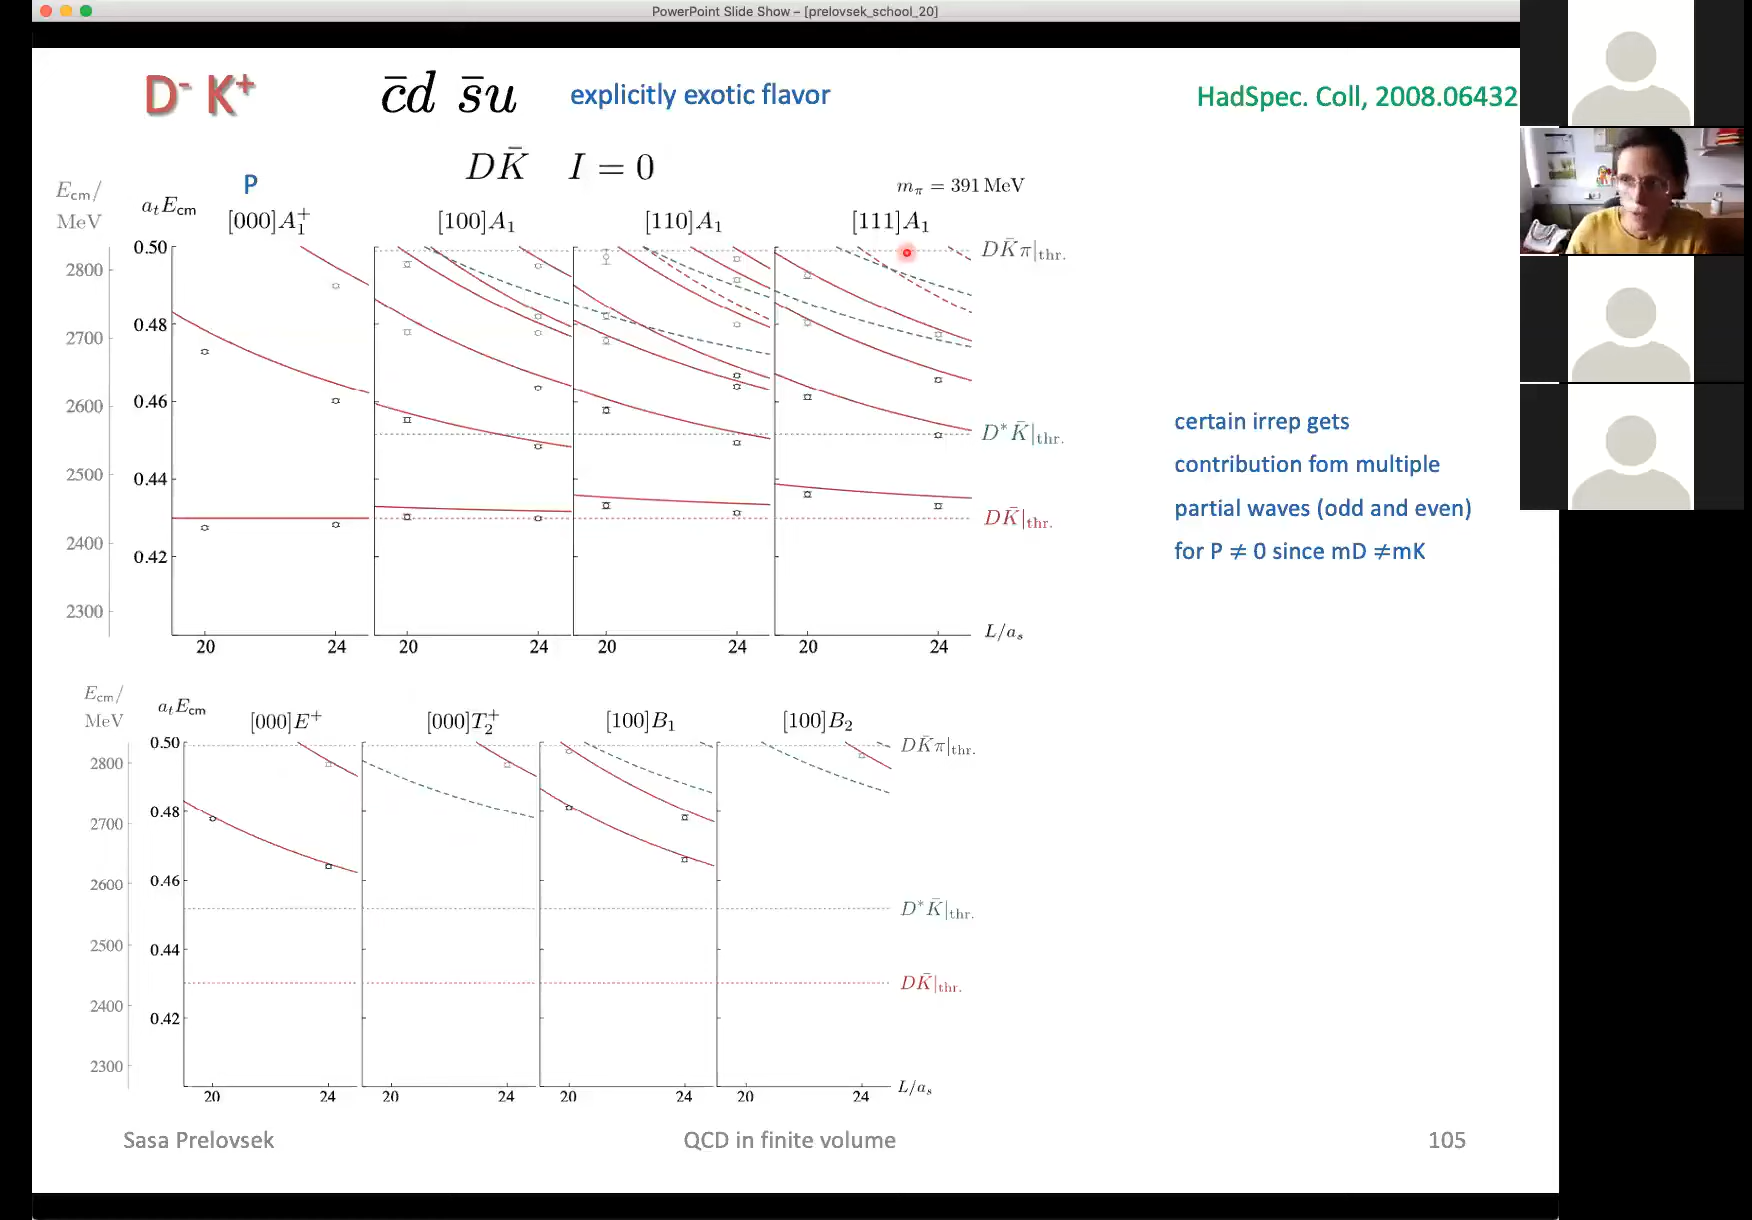 PowerPoint Slide Show – [prelovsek_school_20]
D⁻ K⁺
c̄d s̄u
explicitly exotic flavor
HadSpec. Coll, 2008.06432
DK̄ I = 0
m_π = 391 MeV
E_cm/
MeV
a_t E_cm
P
[000]A₁⁺
[100]A₁
[110]A₁
[111]A₁
0.50
0.48
0.46
0.44
0.42
2800
2700
2600
2500
2400
2300
DK̄π|thr.
D*K̄|thr.
DK̄|thr.
20 24 20 24 20 24 20 24
L/a_s
certain irrep gets
contribution fom multiple
partial waves (odd and even)
for P ≠ 0 since mD ≠mK
E_cm/
MeV
a_t E_cm
[000]E⁺
[000]T₂⁺
[100]B₁
[100]B₂
0.50
0.48
0.46
0.44
0.42
2800
2700
2600
2500
2400
2300
DK̄π|thr.
D*K̄|thr.
DK̄|thr.
20 24 20 24 20 24 20 24
L/a_s
Sasa Prelovsek
QCD in finite volume
105